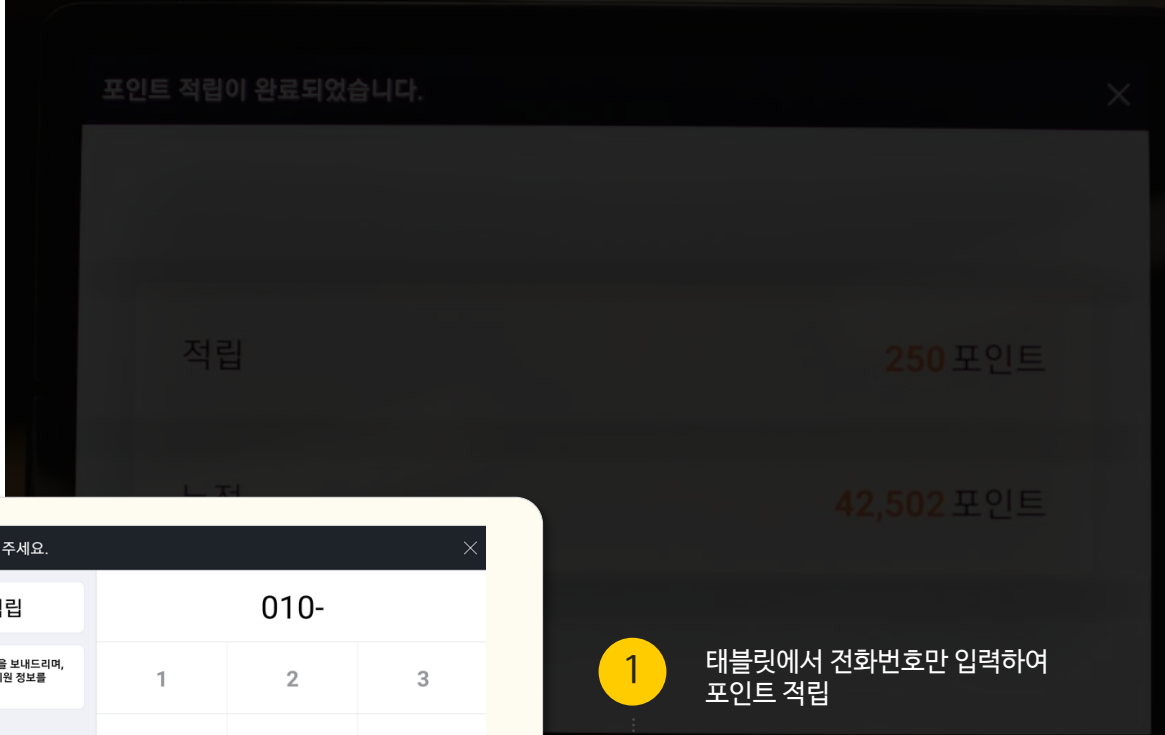 포인트 적립이 완료되었습니다.
적립
250 포인트
42,502 포인트
주세요.
010-
1 2 3
1
태블릿에서 전화번호만 입력하여
포인트 적립